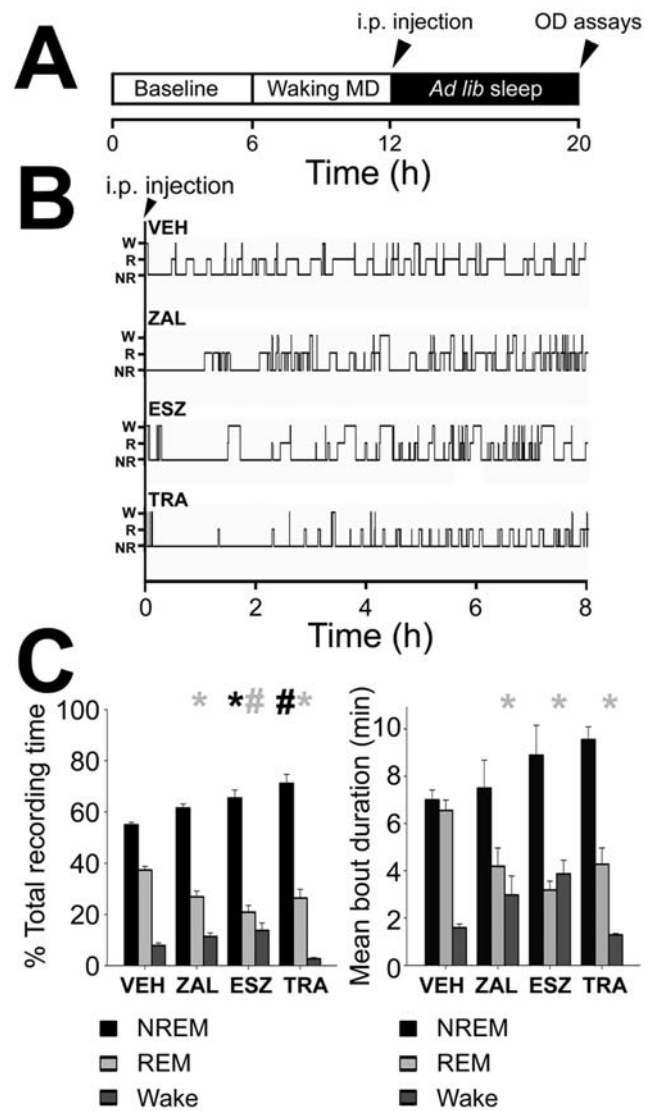 A
i.p. injection OD assays
Baseline Waking MD Ad lib sleep
0 6 12 20
Time (h)
B
i.p. injection
VEH
W
R
NR
ZAL
W
R
NR
ESZ
W
R
NR
TRA
W
R
NR
0 2 4 6 8
Time (h)
C
* *# #*
% Total recording time
100
80
60
40
20
0
VEH ZAL ESZ TRA
NREM
REM
Wake
* * *
Mean bout duration (min)
10
8
6
4
2
0
VEH ZAL ESZ TRA
NREM
REM
Wake